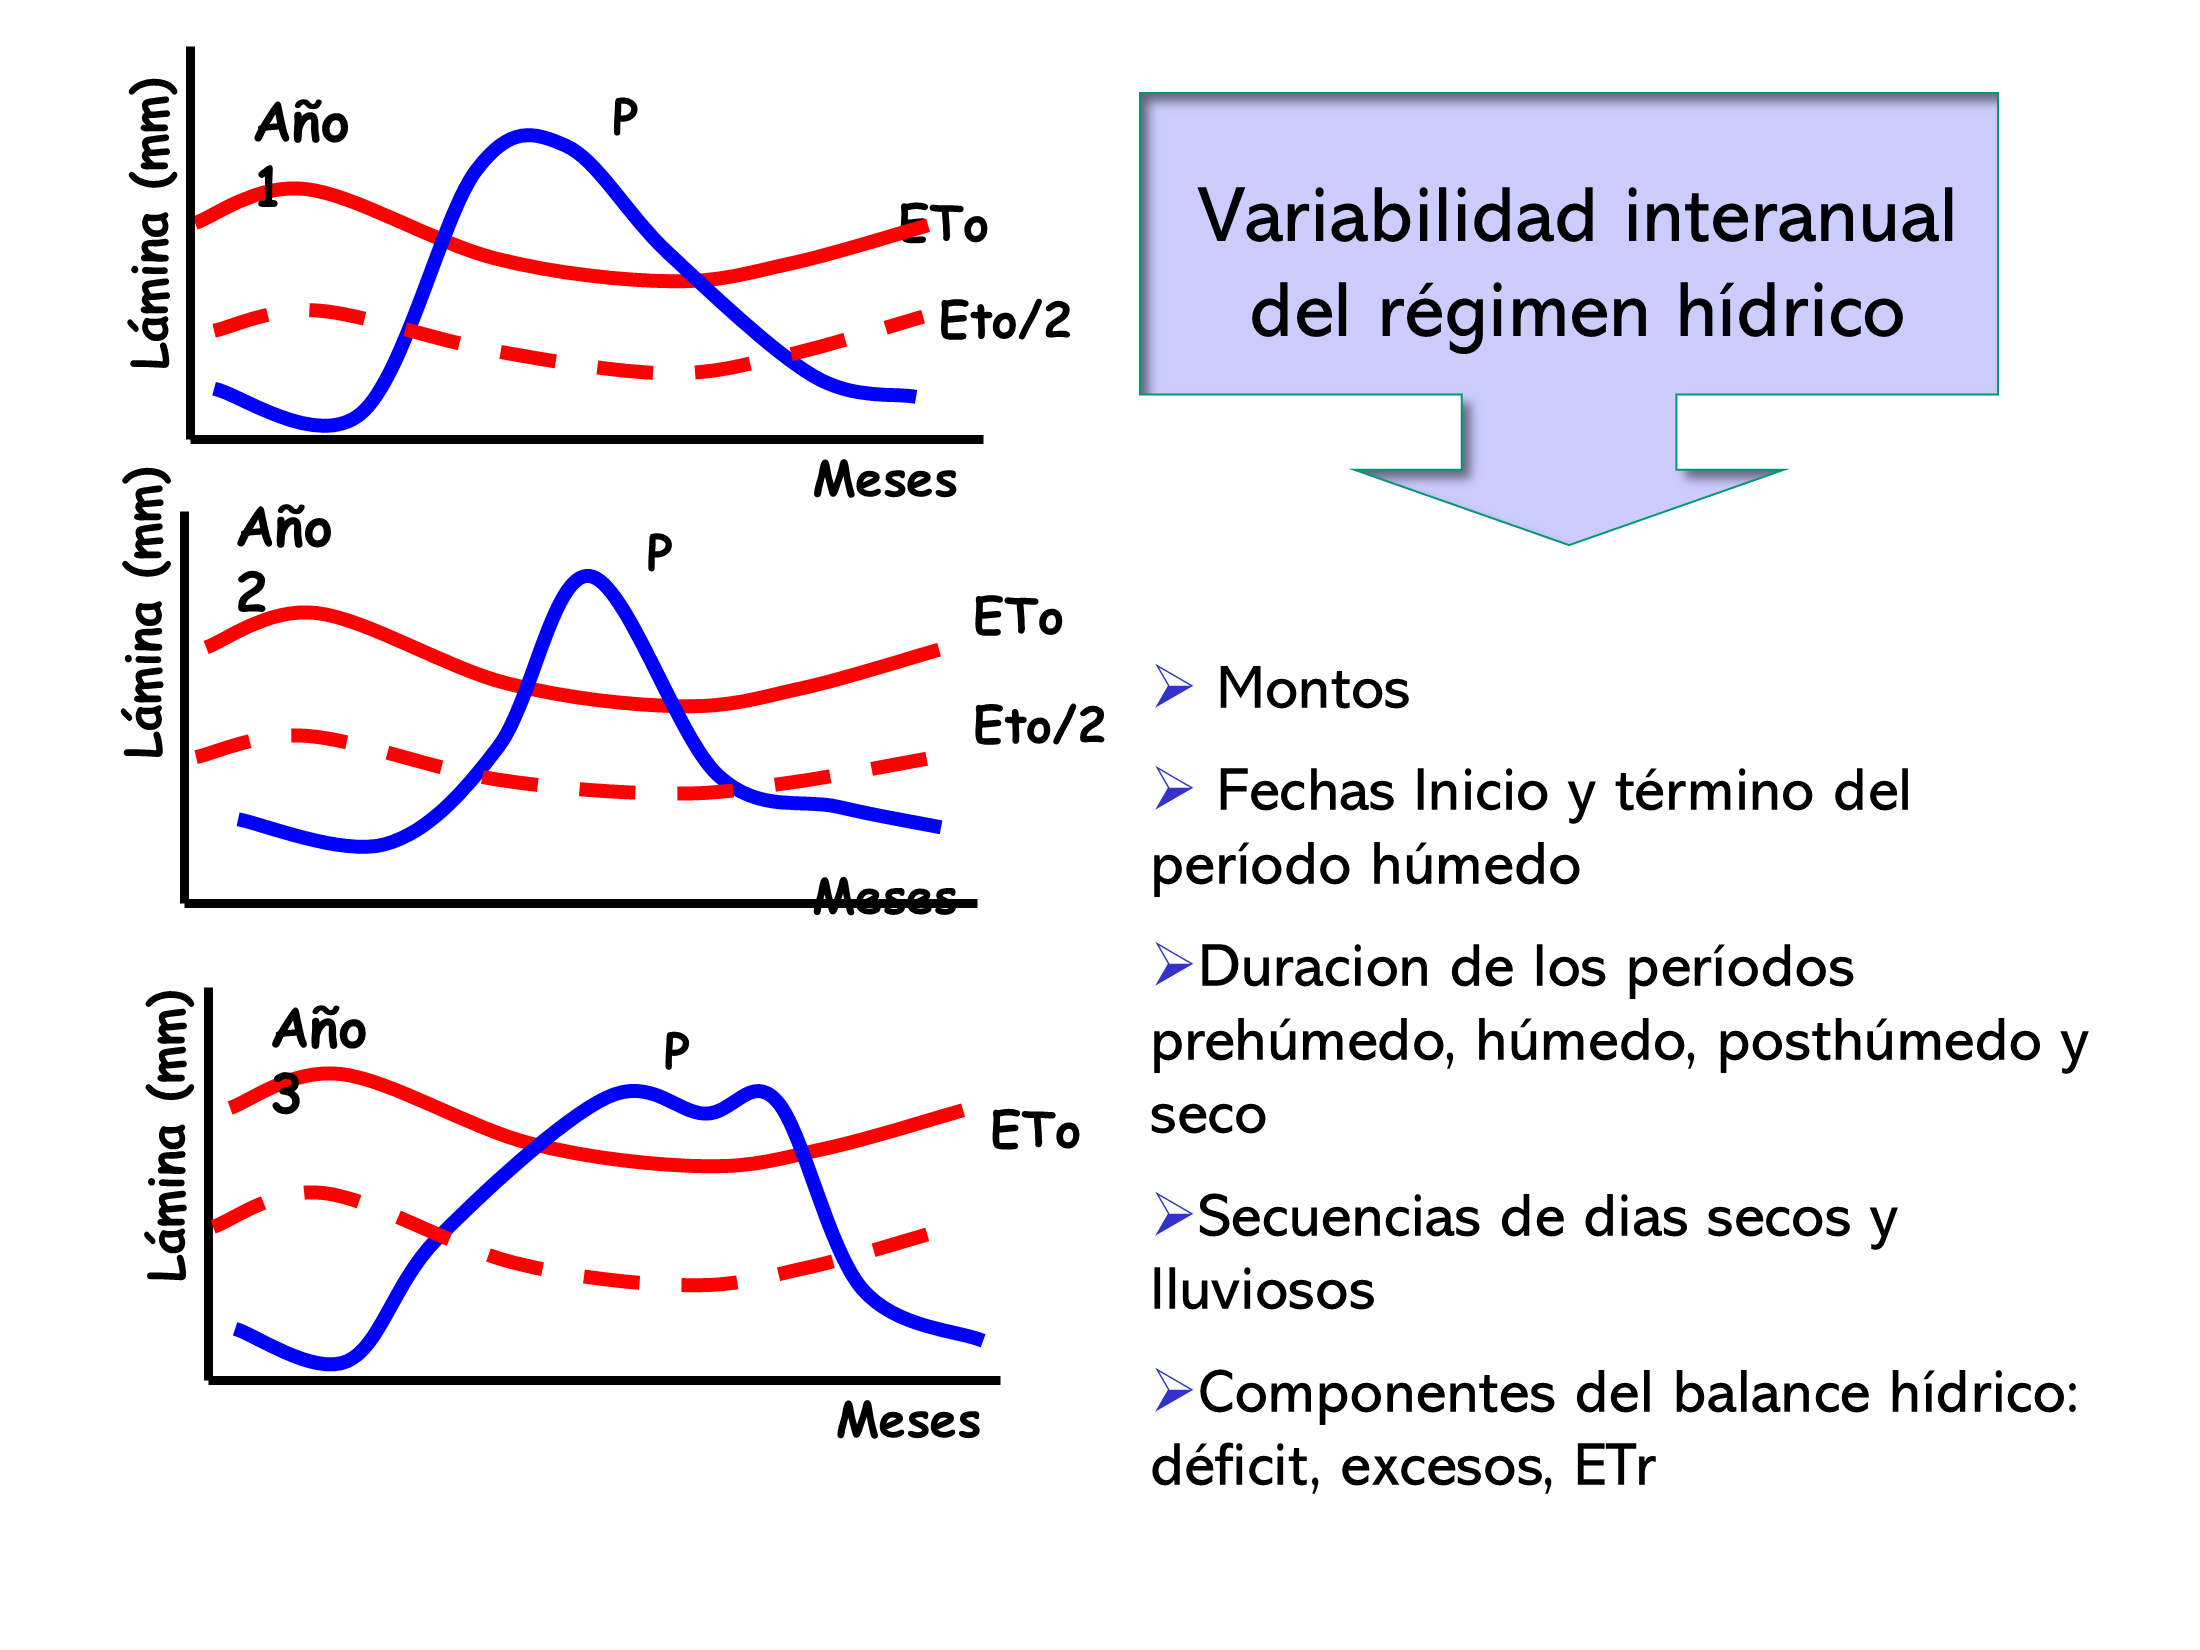 Lámina (mm)
Año
1
P
ETo
Eto/2
Meses
Lámina (mm)
Año
2
P
ETo
Eto/2
Meses
Lámina (mm)
Año
3
P
ETo
Meses
Variabilidad interanual
del régimen hídrico
Montos
Fechas Inicio y término del
período húmedo
Duracion de los períodos
prehúmedo, húmedo, posthúmedo y
seco
Secuencias de dias secos y
lluviosos
Componentes del balance hídrico:
déficit, excesos, ETr